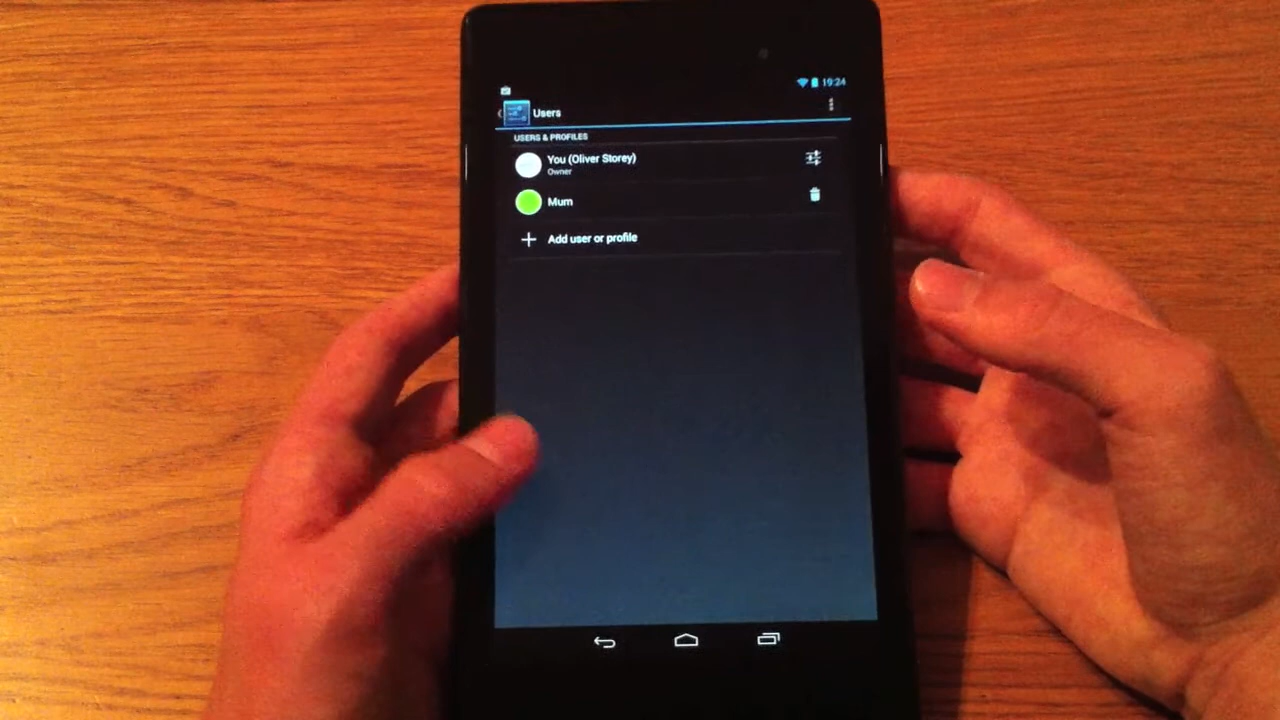 19:24
Users
USERS & PROFILES
You (Oliver Storey)
Owner
Mum
Add user or profile